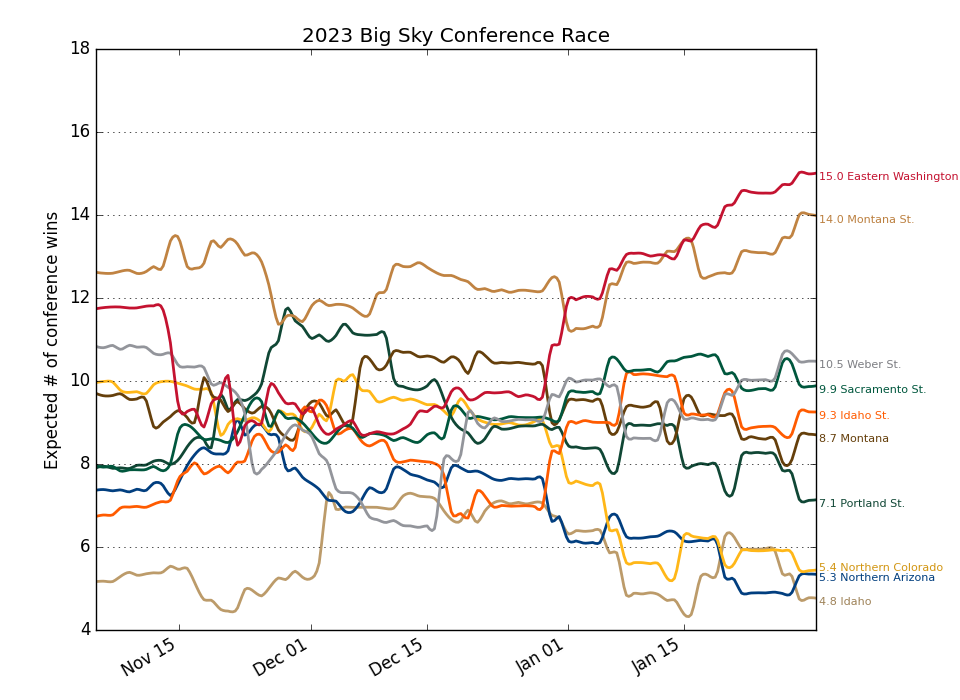 2023 Big Sky Conference Race
Expected # of conference wins
18
16
14
12
10
8
6
4
15.0 Eastern Washington
14.0 Montana St.
10.5 Weber St.
9.9 Sacramento St.
9.3 Idaho St.
8.7 Montana
7.1 Portland St.
5.4 Northern Colorado
5.3 Northern Arizona
4.8 Idaho
Nov 15
Dec 01
Dec 15
Jan 01
Jan 15